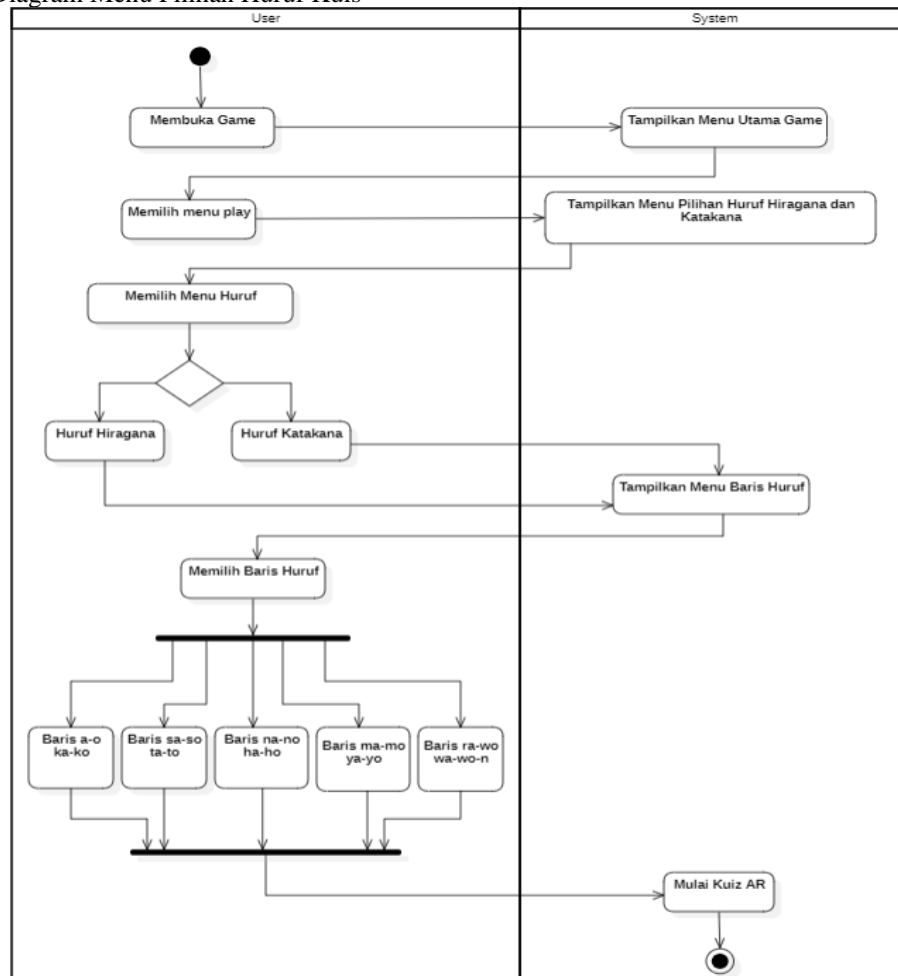 Diagram Menu Pilihan Huruf Kuis
User
System
Membuka Game
Tampilkan Menu Utama Game
Memilih menu play
Tampilkan Menu Pilihan Huruf Hiragana dan
Katakana
Memilih Menu Huruf
Huruf Hiragana
Huruf Katakana
Tampilkan Menu Baris Huruf
Memilih Baris Huruf
Baris a-o
ka-ko
Baris sa-so
ta-to
Baris na-no
ha-ho
Baris ma-mo
ya-yo
Baris ra-wo
wa-wo-n
Mulai Kuiz AR